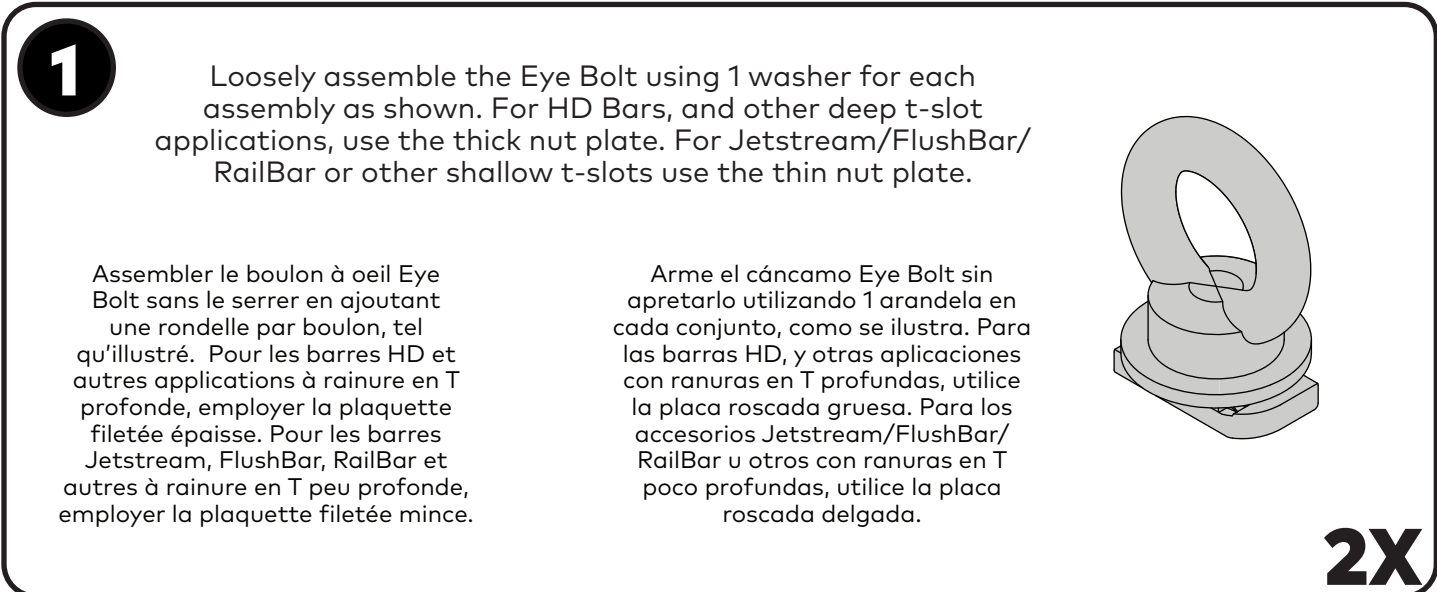 1
Loosely assemble the Eye Bolt using 1 washer for each
assembly as shown. For HD Bars, and other deep t-slot
applications, use the thick nut plate. For Jetstream/FlushBar/
RailBar or other shallow t-slots use the thin nut plate.
Assembler le boulon à oeil Eye
Bolt sans le serrer en ajoutant
une rondelle par boulon, tel
qu’illustré.  Pour les barres HD et
autres applications à rainure en T
profonde, employer la plaquette
filetée épaisse. Pour les barres
Jetstream, FlushBar, RailBar et
autres à rainure en T peu profonde,
employer la plaquette filetée mince.
Arme el cáncamo Eye Bolt sin
apretarlo utilizando 1 arandela en
cada conjunto, como se ilustra. Para
las barras HD, y otras aplicaciones
con ranuras en T profundas, utilice
la placa roscada gruesa. Para los
accesorios Jetstream/FlushBar/
RailBar u otros con ranuras en T
poco profundas, utilice la placa
roscada delgada.
2X